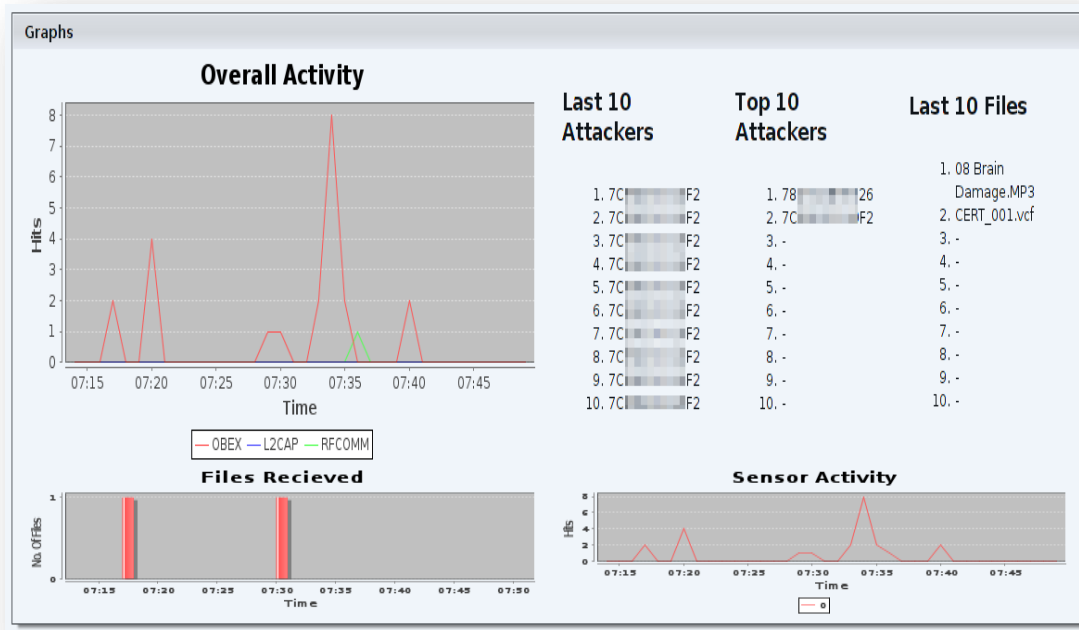 Graphs
Overall Activity
Hits
8
7
6
5
4
3
2
1
0
07:15 07:20 07:25 07:30 07:35 07:40 07:45
Time
OBEX L2CAP RFCOMM
Last 10
Attackers
1. 7C F2
2. 7C F2
3. 7C F2
4. 7C F2
5. 7C F2
6. 7C F2
7. 7C F2
8. 7C F2
9. 7C F2
10. 7C F2
Top 10
Attackers
1. 78 26
2. 7C F2
3. -
4. -
5. -
6. -
7. -
8. -
9. -
10. -
Last 10 Files
1. 08 Brain
Damage.MP3
2. CERT_001.vcf
3. -
4. -
5. -
6. -
7. -
8. -
9. -
10. -
Files Recieved
No. Of Files
1
0
07:15 07:20 07:25 07:30 07:35 07:40 07:45 07:50
Time
Sensor Activity
Hits
8
6
4
2
0
07:15 07:20 07:25 07:30 07:35 07:40 07:45
Time
0